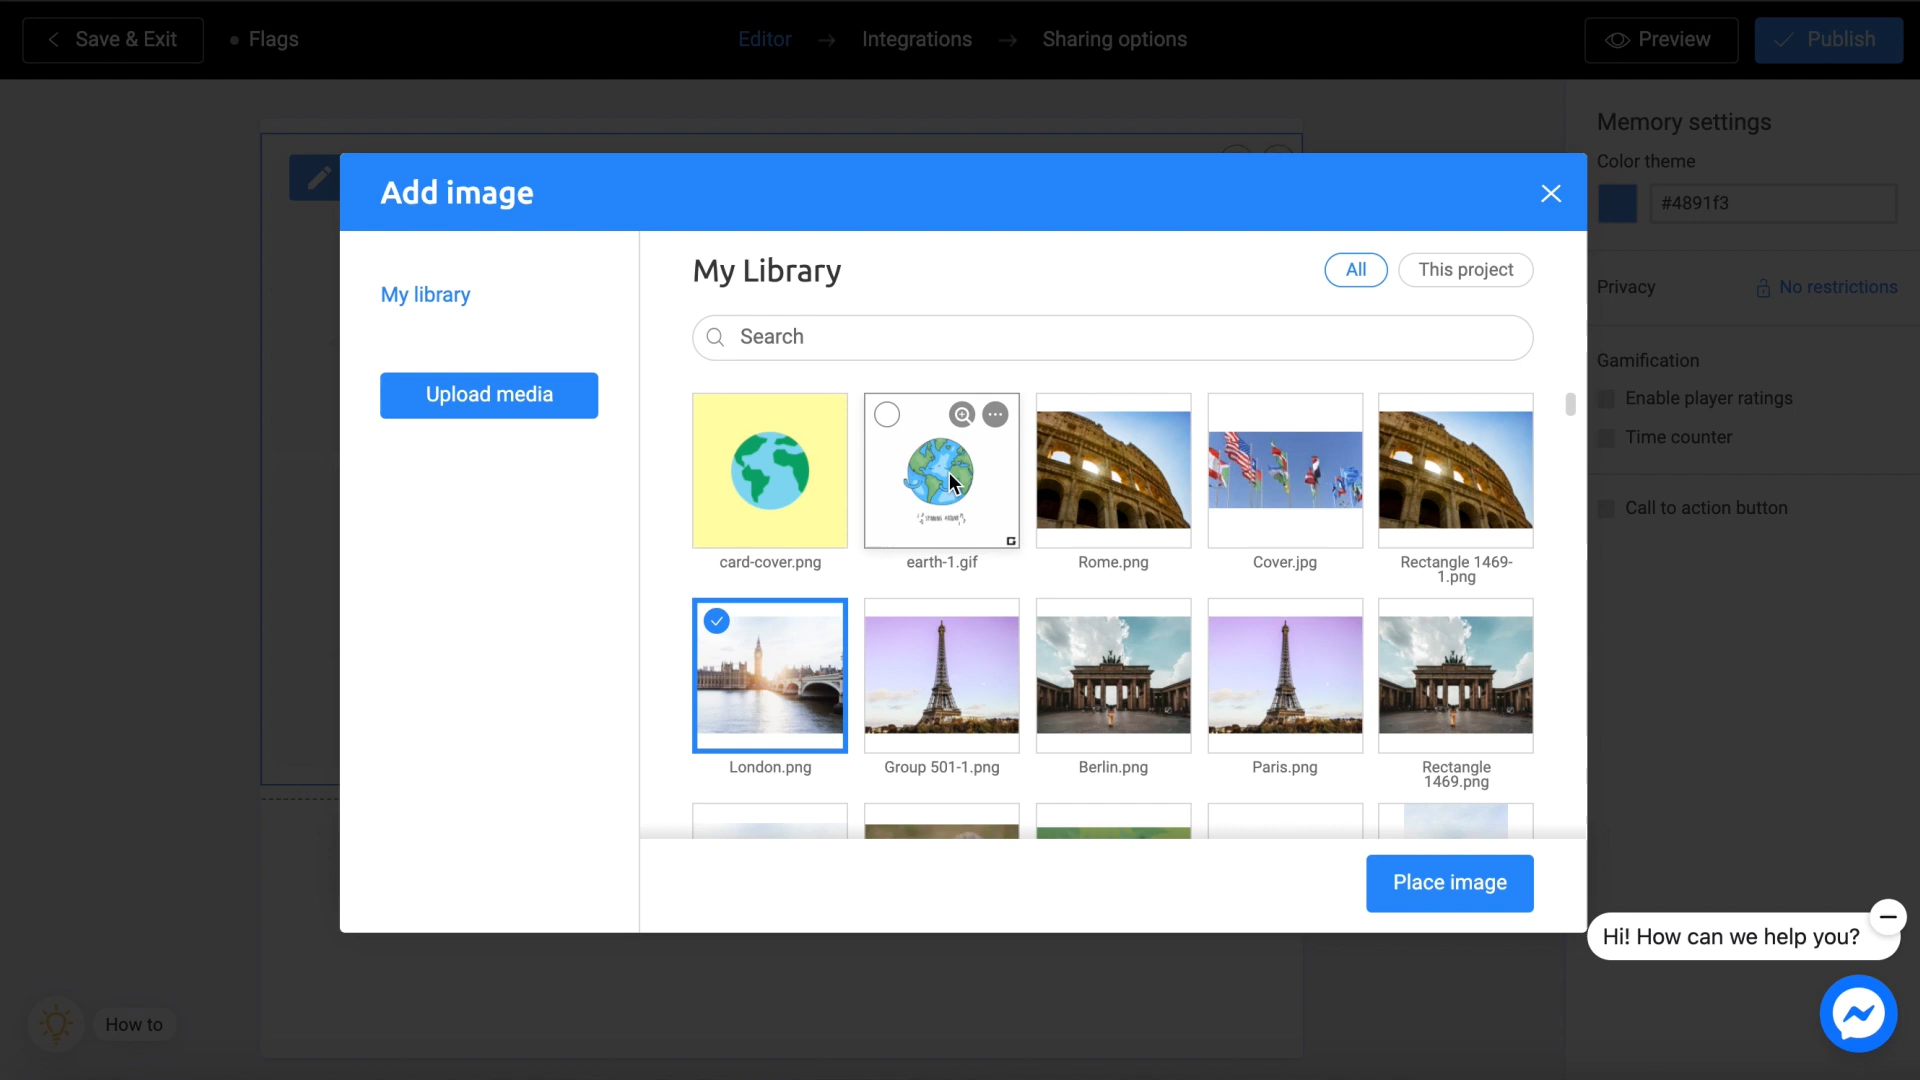 Save & Exit
Flags
Editor
Integrations
Sharing options
Preview
Publish
Memory settings
Color theme
#4891f3
Privacy
No restrictions
Gamification
Enable player ratings
Time counter
Call to action button
Add image
My library
Upload media
My Library
All
This project
Search
card-cover.png
earth-1.gif
Rome.png
Cover.jpg
Rectangle 1469-
1.png
London.png
Group 501-1.png
Berlin.png
Paris.png
Rectangle
1469.png
Place image
Hi! How can we help you?
How to